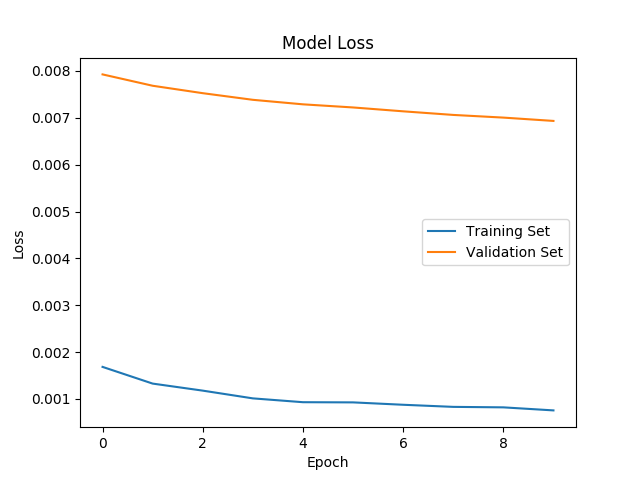 Model Loss
0.008
0.007
0.006
0.005
0.004
0.003
0.002
0.001
Loss
Training Set
Validation Set
0 2 4 6 8
Epoch